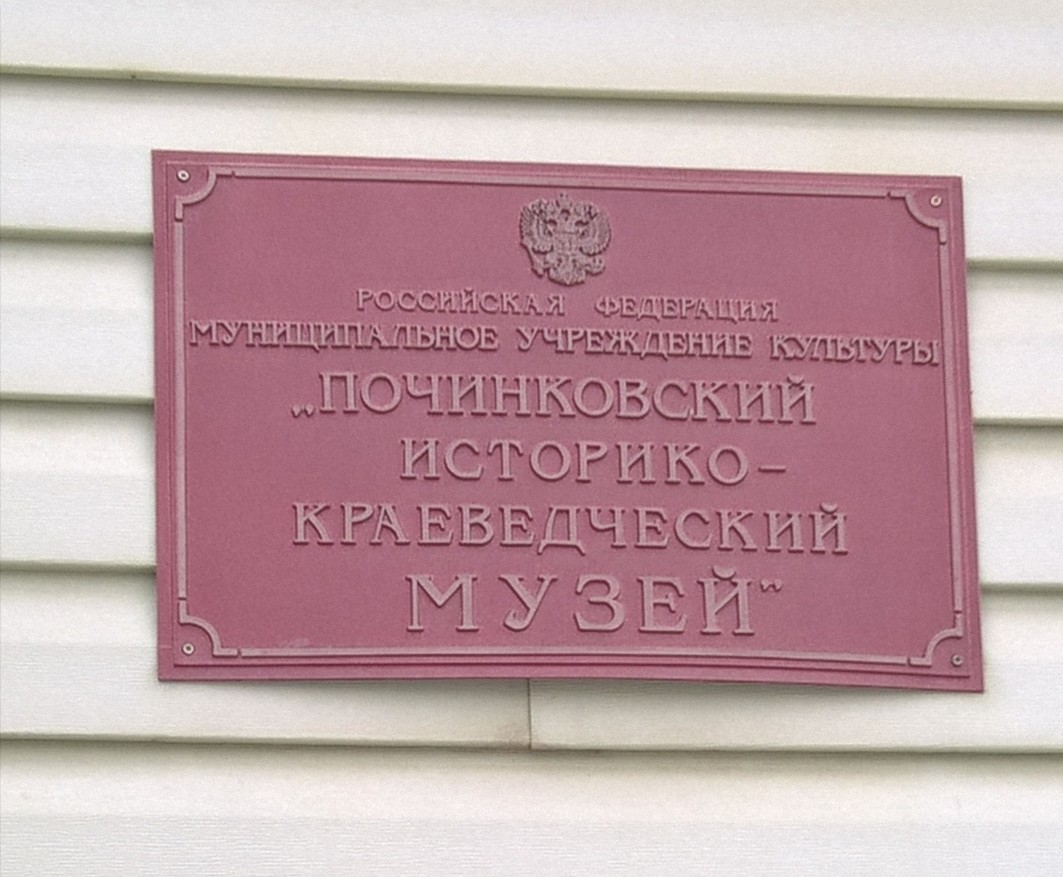 РОССИЙСКАЯ ФЕДЕРАЦИЯ
МУНИЦИПАЛЬНОЕ УЧРЕЖДЕНИЕ КУЛЬТУРЫ
„ПОЧИНКОВСКИЙ
ИСТОРИКО–
КРАЕВЕДЧЕСКИЙ
МУЗЕЙ"